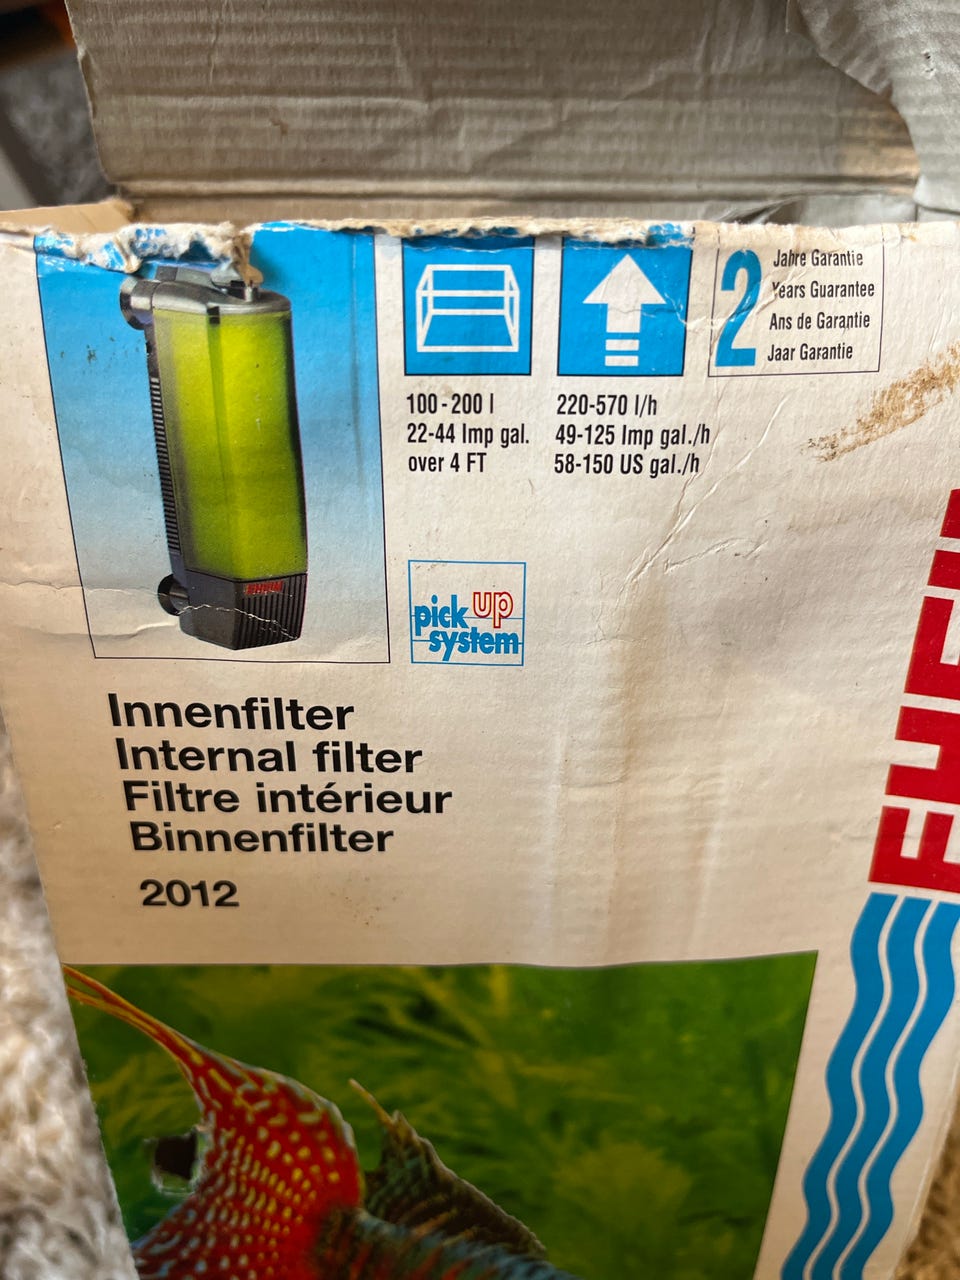 2
Jahre Garantie
Years Guarantee
Ans de Garantie
Jaar Garantie
100-200 l
22-44 Imp gal.
over 4 FT
220-570 l/h
49-125 Imp gal./h
58-150 US gal./h
EHEIM
pick up
system
Innenfilter
Internal filter
Filtre intérieur
Binnenfilter
2012